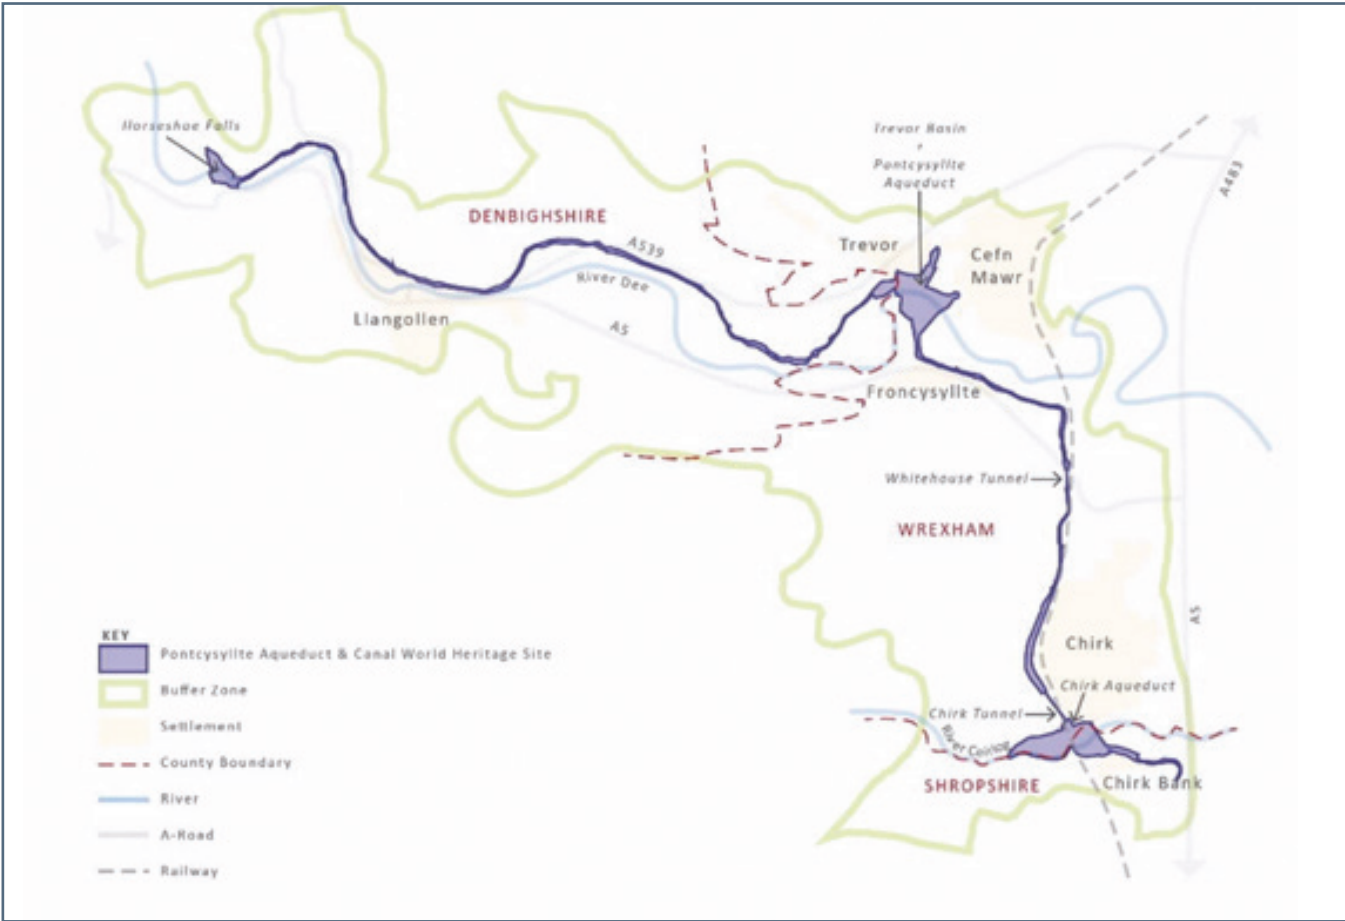 Horseshoe Falls
Trevor Basin
+
Pontcysyllte
Aqueduct
A483
DENBIGHSHIRE
A539
Trevor
Cefn
Mawr
River Dee
Llangollen
A5
Froncysyllte
Whitehouse Tunnel
WREXHAM
A5
Chirk
Chirk Aqueduct
Chirk Tunnel
River Ceiriog
SHROPSHIRE
Chirk Bank
KEY
Pontcysyllte Aqueduct & Canal World Heritage Site
Buffer Zone
Settlement
County Boundary
River
A-Road
Railway